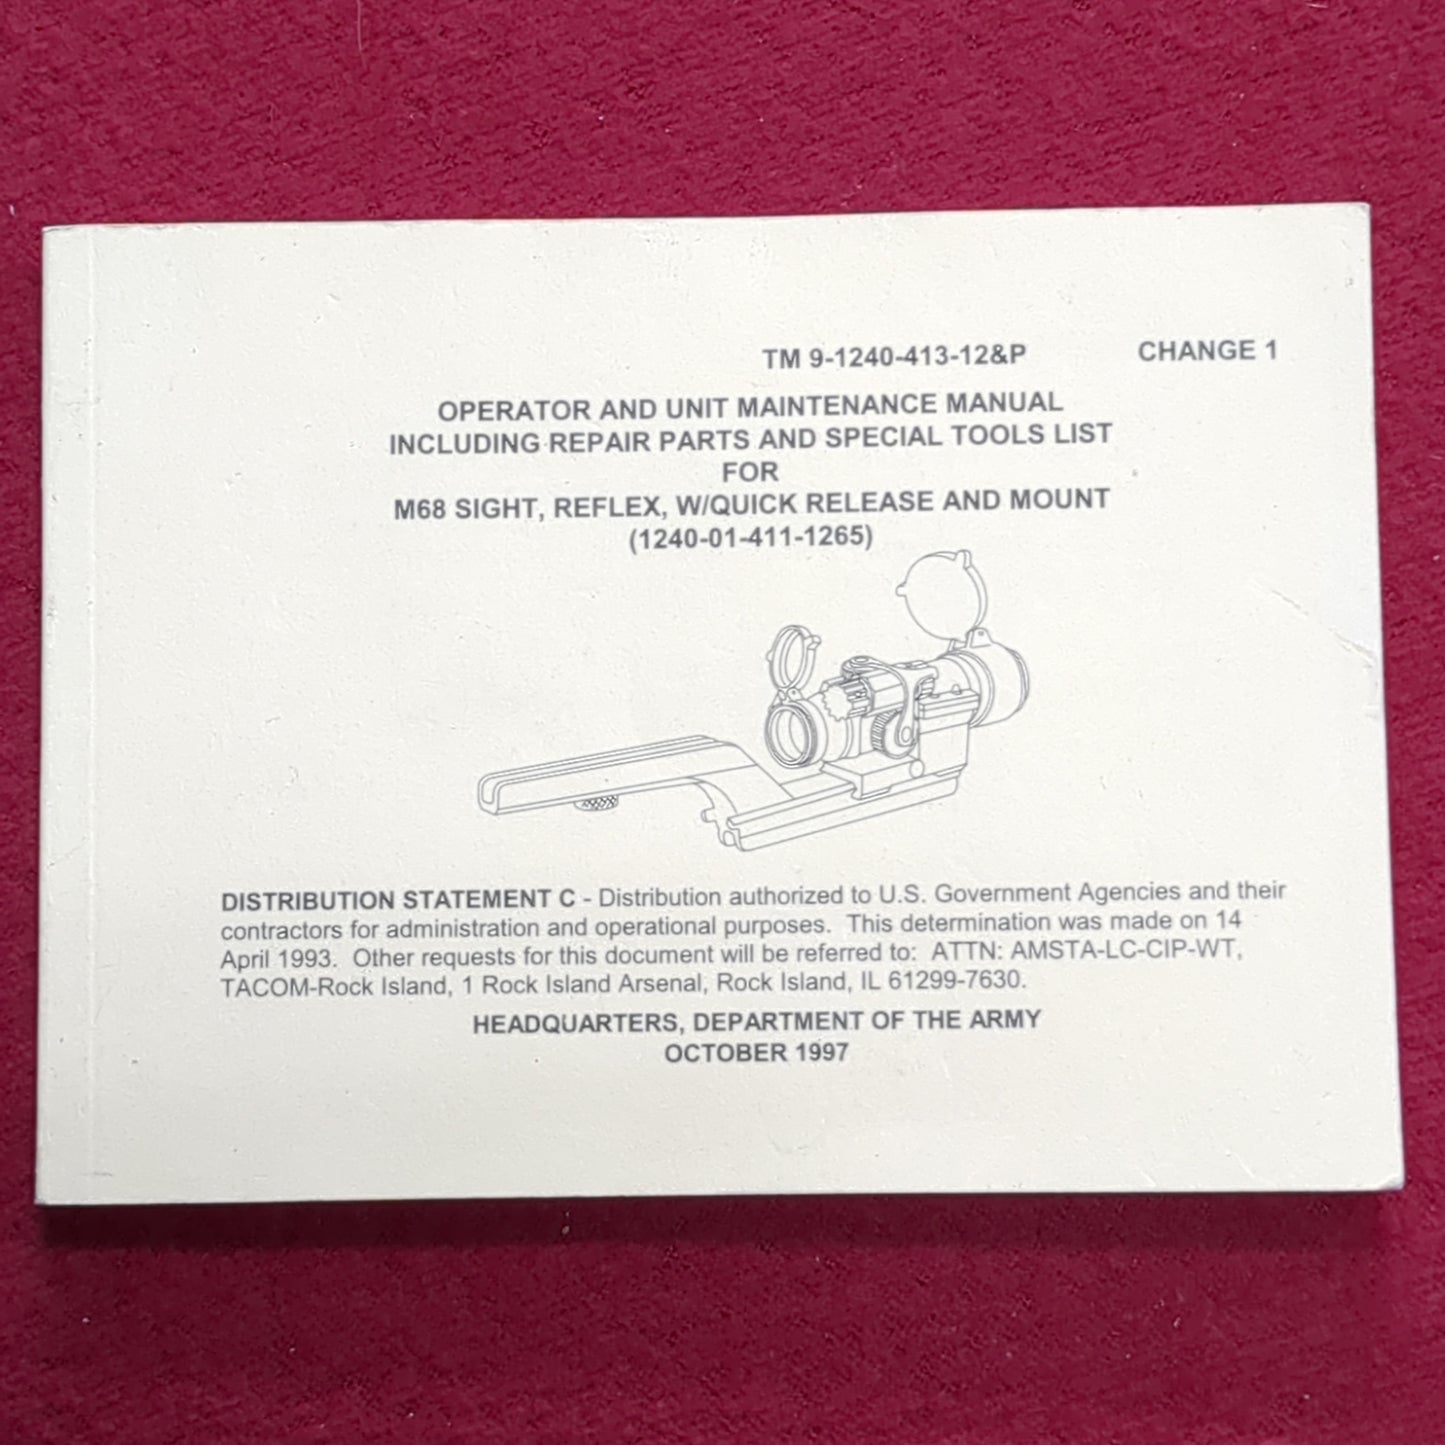 TM 9-1240-413-12&P CHANGE 1
OPERATOR AND UNIT MAINTENANCE MANUAL
INCLUDING REPAIR PARTS AND SPECIAL TOOLS LIST
FOR
M68 SIGHT, REFLEX, W/QUICK RELEASE AND MOUNT
(1240-01-411-1265)
DISTRIBUTION STATEMENT C - Distribution authorized to U.S. Government Agencies and their
contractors for administration and operational purposes. This determination was made on 14
April 1993. Other requests for this document will be referred to: ATTN: AMSTA-LC-CIP-WT,
TACOM-Rock Island, 1 Rock Island Arsenal, Rock Island, IL 61299-7630.
HEADQUARTERS, DEPARTMENT OF THE ARMY
OCTOBER 1997